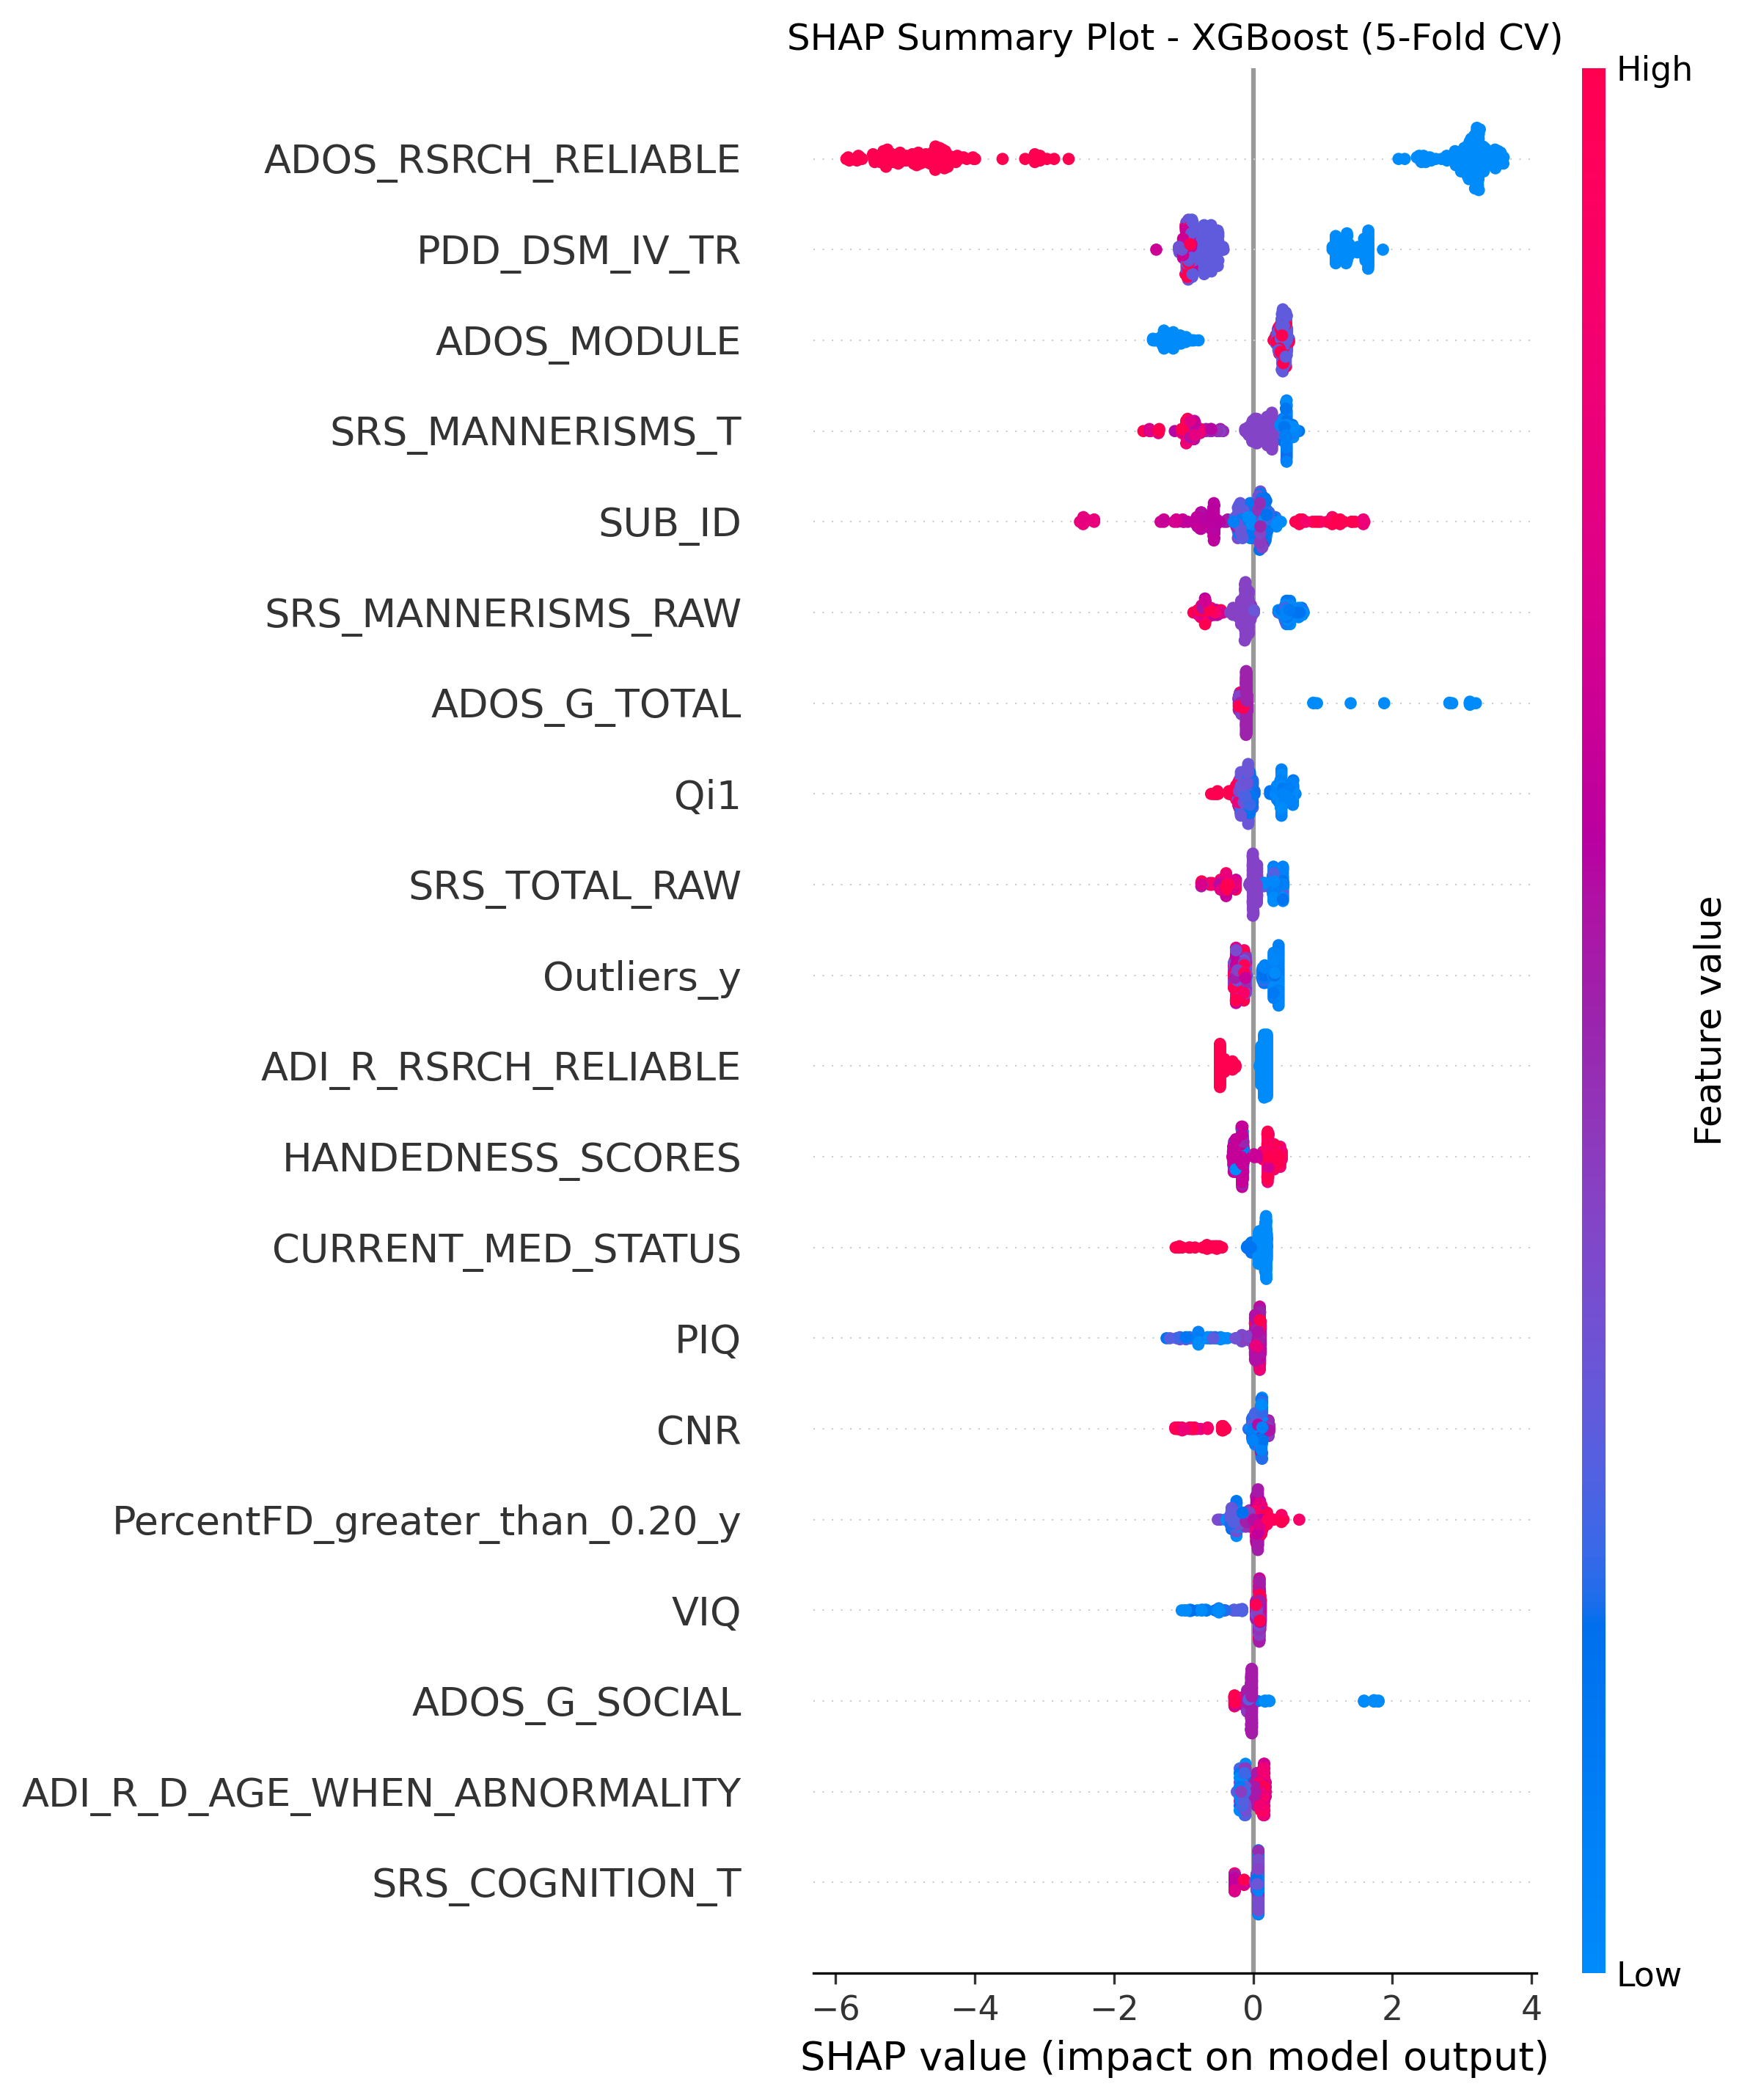 SHAP Summary Plot - XGBoost (5-Fold CV)
High
ADOS_RSRCH_RELIABLE
PDD_DSM_IV_TR
ADOS_MODULE
SRS_MANNERISMS_T
SUB_ID
SRS_MANNERISMS_RAW
ADOS_G_TOTAL
Qi1
SRS_TOTAL_RAW
Outliers_y
ADI_R_RSRCH_RELIABLE
HANDEDNESS_SCORES
CURRENT_MED_STATUS
PIQ
CNR
PercentFD_greater_than_0.20_y
VIQ
ADOS_G_SOCIAL
ADI_R_D_AGE_WHEN_ABNORMALITY
SRS_COGNITION_T
Feature value
Low
−6 −4 −2 0 2 4
SHAP value (impact on model output)